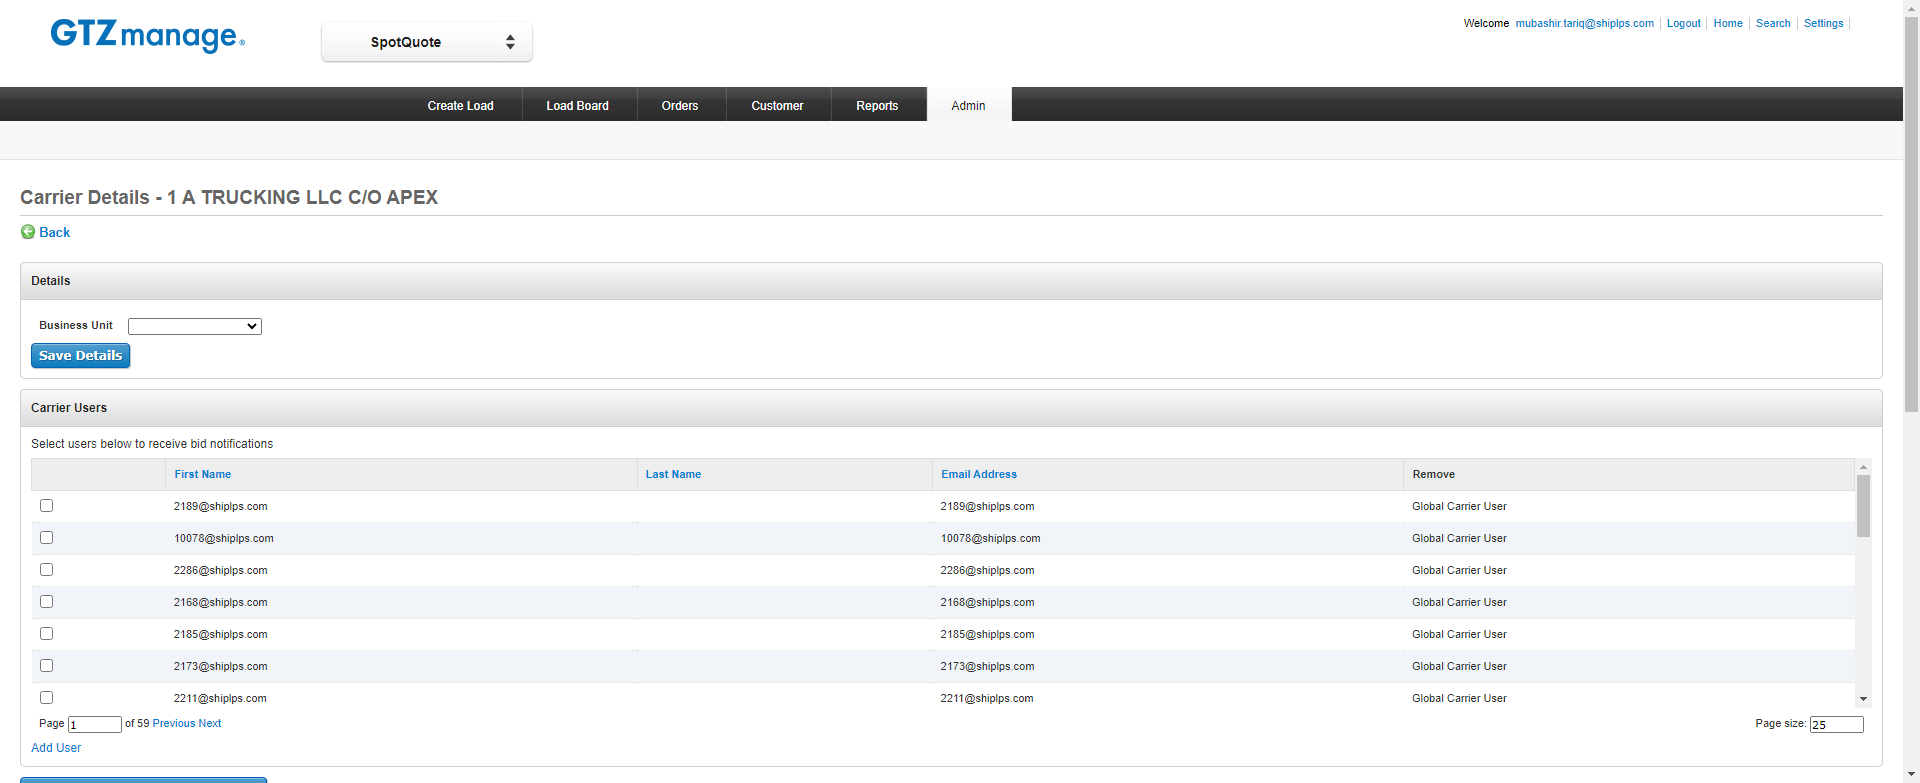 GTZmanage®
SpotQuote
Welcome mubashir.tariq@shiplps.com Logout Home Search Settings
Create Load Load Board Orders Customer Reports Admin
Carrier Details - 1 A TRUCKING LLC C/O APEX
Back
Details
Business Unit
Save Details
Carrier Users
Select users below to receive bid notifications
First Name Last Name Email Address Remove
2189@shiplps.com 2189@shiplps.com Global Carrier User
10078@shiplps.com 10078@shiplps.com Global Carrier User
2286@shiplps.com 2286@shiplps.com Global Carrier User
2168@shiplps.com 2168@shiplps.com Global Carrier User
2185@shiplps.com 2185@shiplps.com Global Carrier User
2173@shiplps.com 2173@shiplps.com Global Carrier User
2211@shiplps.com 2211@shiplps.com Global Carrier User
Page 1 of 59 Previous Next Page size: 25
Add User